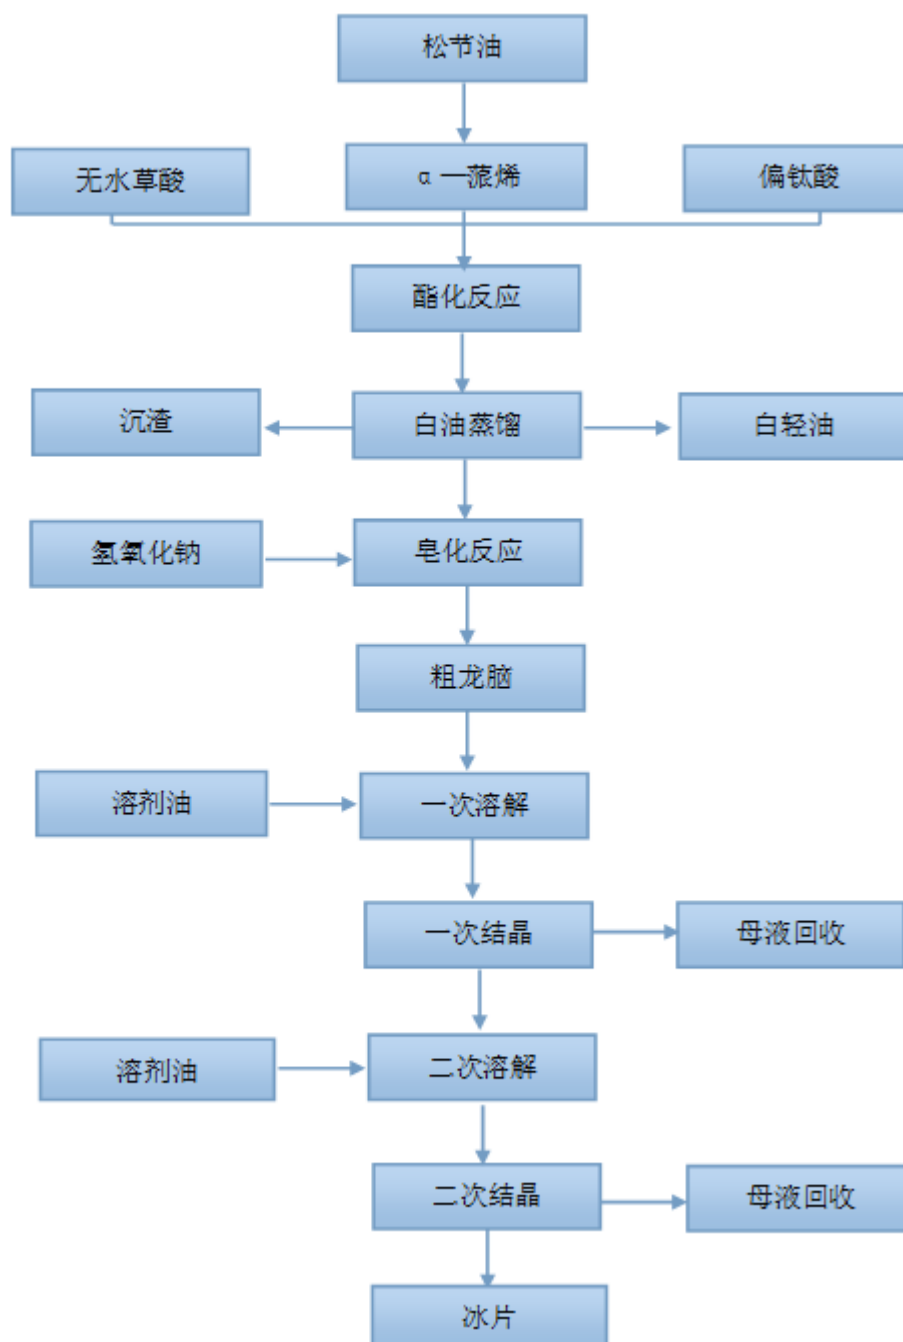 松节油
无水草酸
α一蒎烯
偏钛酸
酯化反应
沉渣
白油蒸馏
白轻油
氢氧化钠
皂化反应
粗龙脑
溶剂油
一次溶解
一次结晶
母液回收
溶剂油
二次溶解
二次结晶
母液回收
冰片